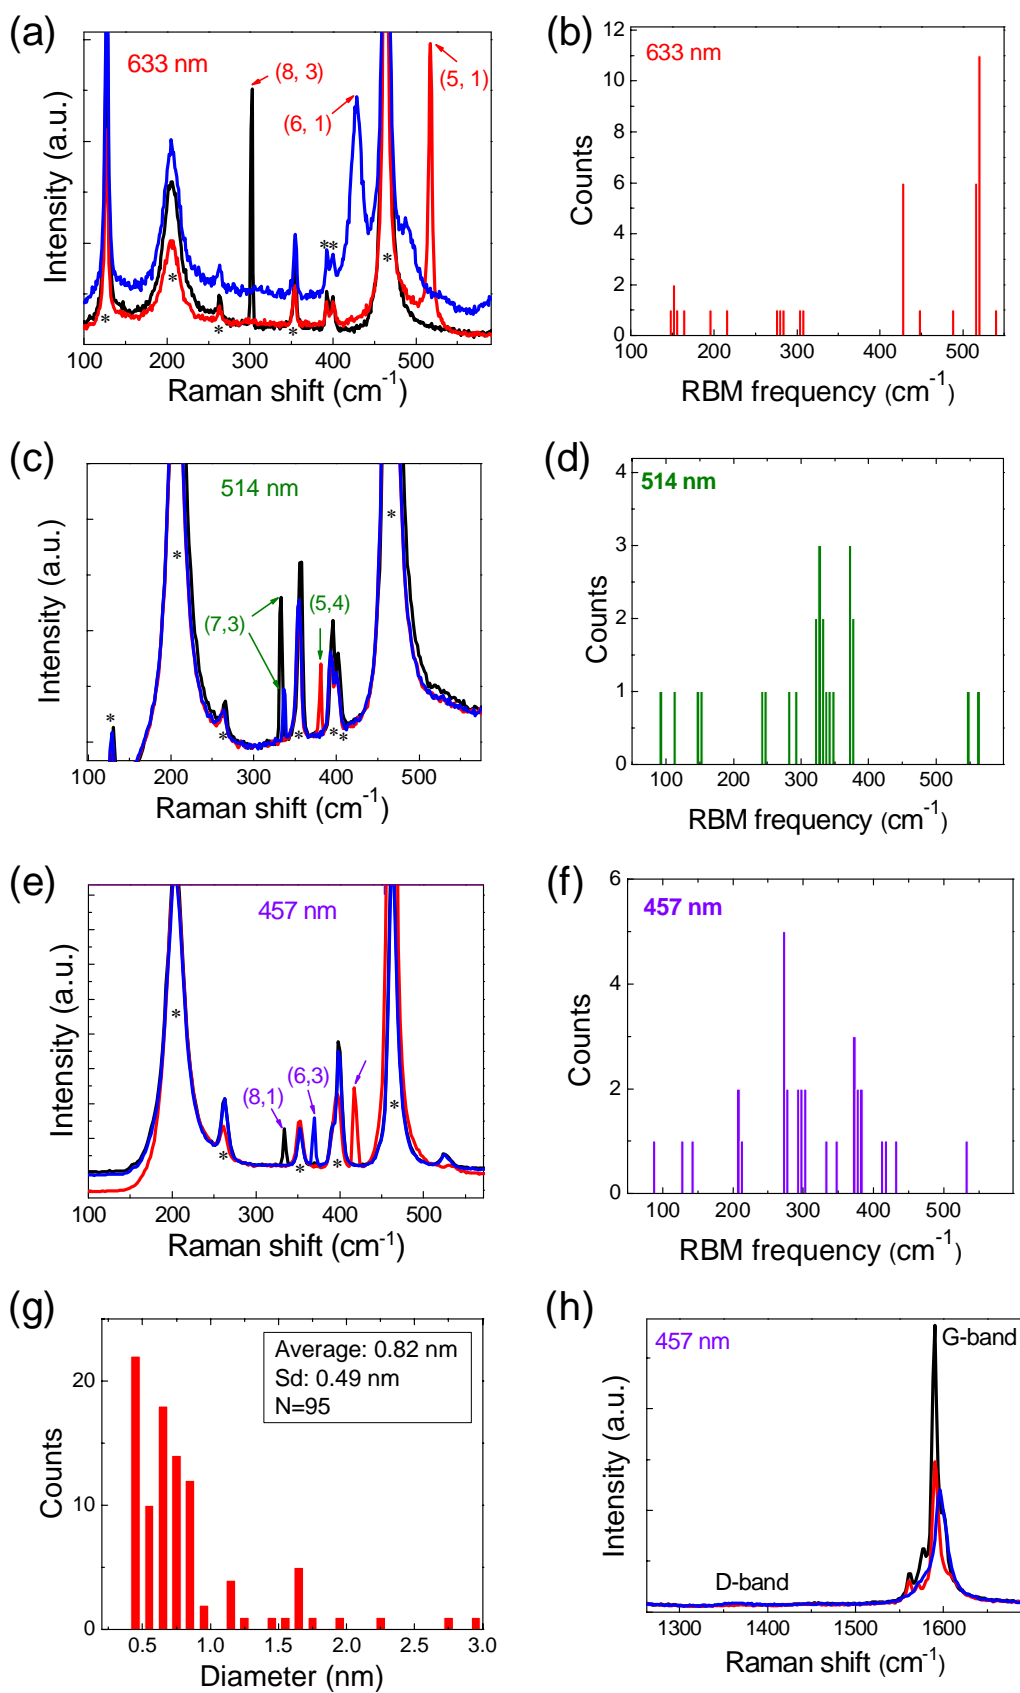 (a)
633 nm
(8, 3)
(6, 1)
(5, 1)
*
*
*
*
**
*
Intensity (a.u.)
100 200 300 400 500
Raman shift (cm⁻¹)
(b)
633 nm
12
10
8
6
4
2
0
Counts
100 200 300 400 500
RBM frequency (cm⁻¹)
(c)
514 nm
(7,3)
(5,4)
*
*
*
*
*
*
*
Intensity (a.u.)
100 200 300 400 500
Raman shift (cm⁻¹)
(d)
514 nm
4
3
2
1
0
Counts
100 200 300 400 500
RBM frequency (cm⁻¹)
(e)
457 nm
(8,1)
(6,3)
*
*
*
*
*
Intensity (a.u.)
100 200 300 400 500
Raman shift (cm⁻¹)
(f)
457 nm
6
4
2
0
Counts
100 200 300 400 500
RBM frequency (cm⁻¹)
(g)
Average: 0.82 nm
Sd: 0.49 nm
N=95
20
10
0
Counts
0.5 1.0 1.5 2.0 2.5 3.0
Diameter (nm)
(h)
457 nm
G-band
D-band
Intensity (a.u.)
1300 1400 1500 1600
Raman shift (cm⁻¹)